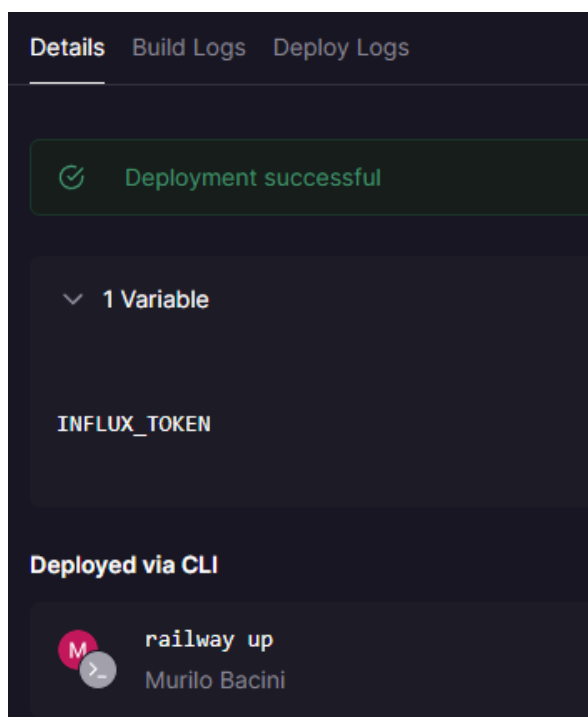 Details Build Logs Deploy Logs
Deployment successful
1 Variable
INFLUX_TOKEN
Deployed via CLI
M
>_
railway up
Murilo Bacini